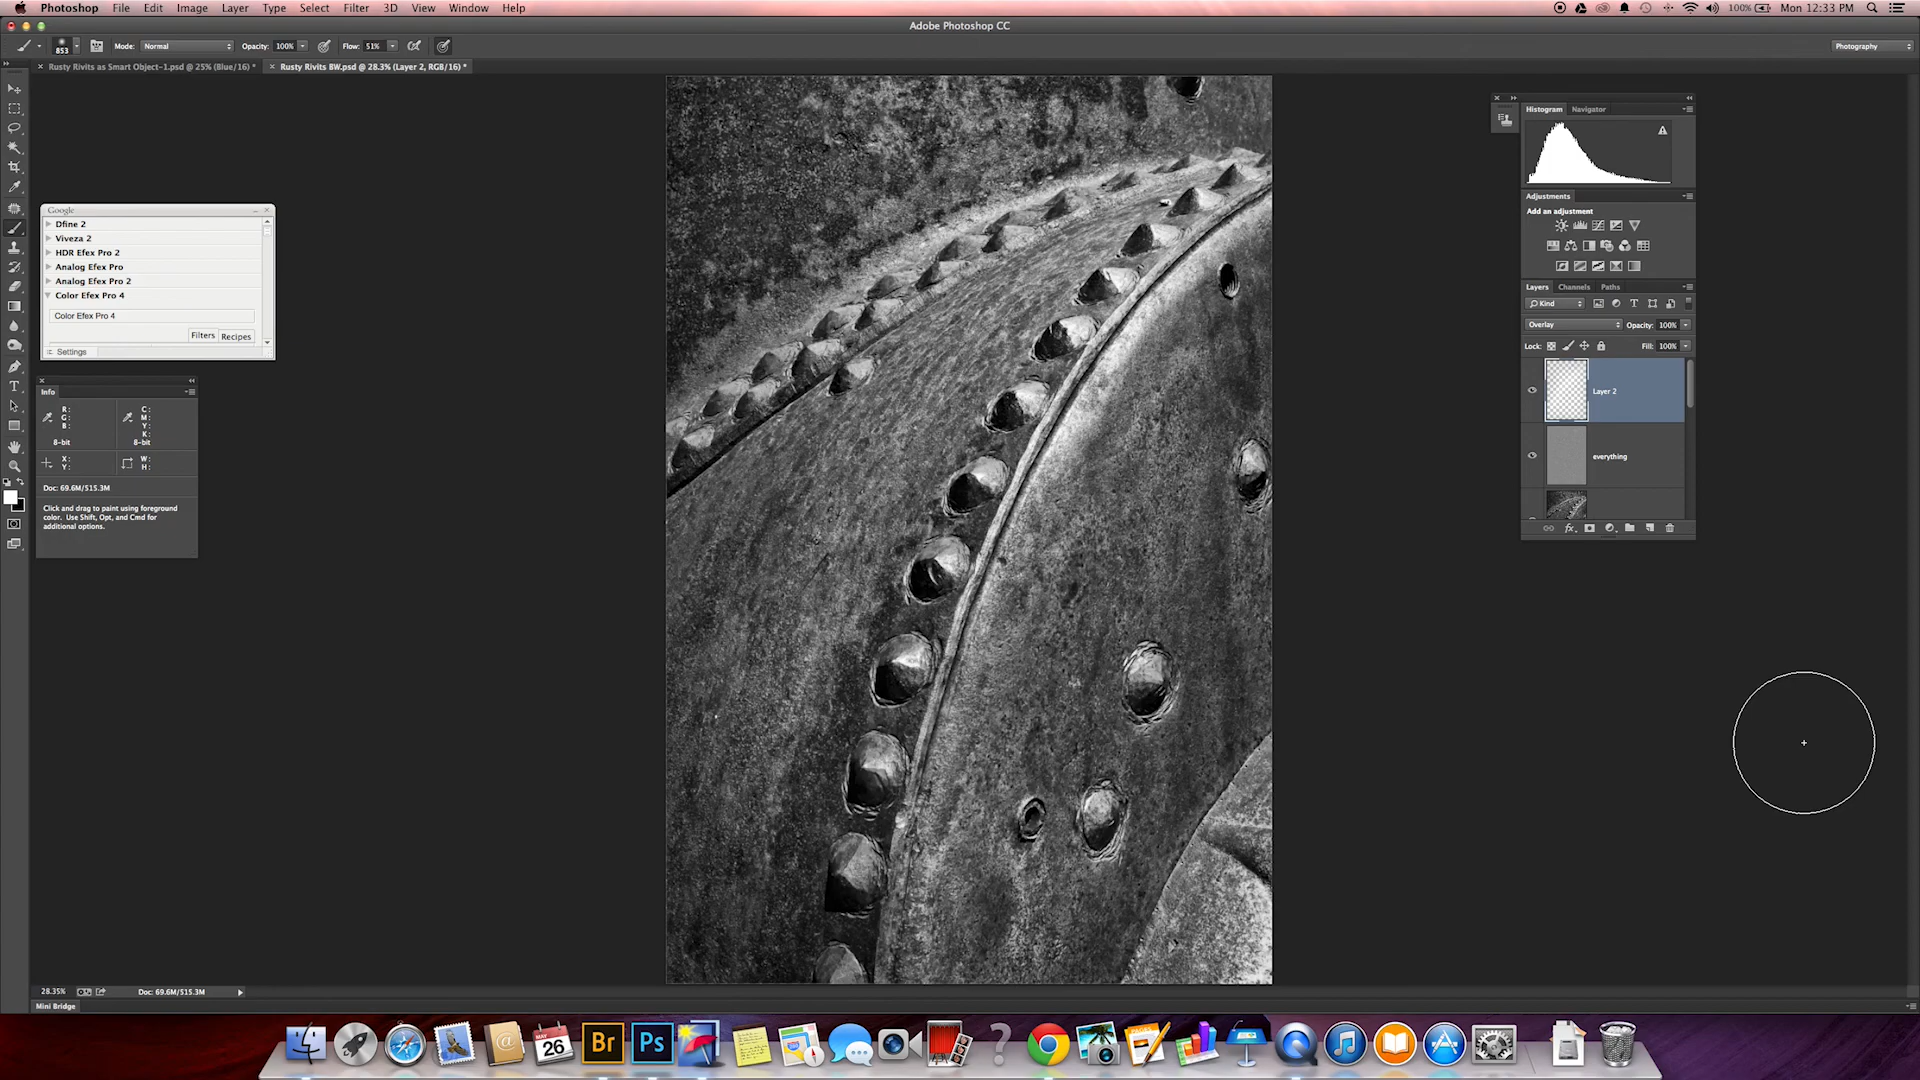 Photoshop File Edit Image Layer Type Select Filter 3D View Window Help 100% Mon 12:33 PM
Adobe Photoshop CC
853 Mode: Normal Opacity: 100% Flow: 51% Photography
Rusty Rivits as Smart Object-1.psd @ 25% (Blue/16) * Rusty Rivits BW.psd @ 28.3% (Layer 2, RGB/16) *
Google
Dfine 2
Viveza 2
HDR Efex Pro 2
Analog Efex Pro
Analog Efex Pro 2
Color Efex Pro 4
Color Efex Pro 4
Filters Recipes
Settings
Info
R: C:
G: M:
B: Y:
K:
8-bit 8-bit
X: W:
Y: H:
Doc: 69.6M/515.3M
Click and drag to paint using foreground
color. Use Shift, Opt, and Cmd for
additional options.
Histogram Navigator
Adjustments
Add an adjustment
Layers Channels Paths
Kind
Overlay Opacity: 100%
Lock: Fill: 100%
Layer 2
everything
28.35% Doc: 69.6M/515.3M
Mini Bridge
MAY
26
Br Ps